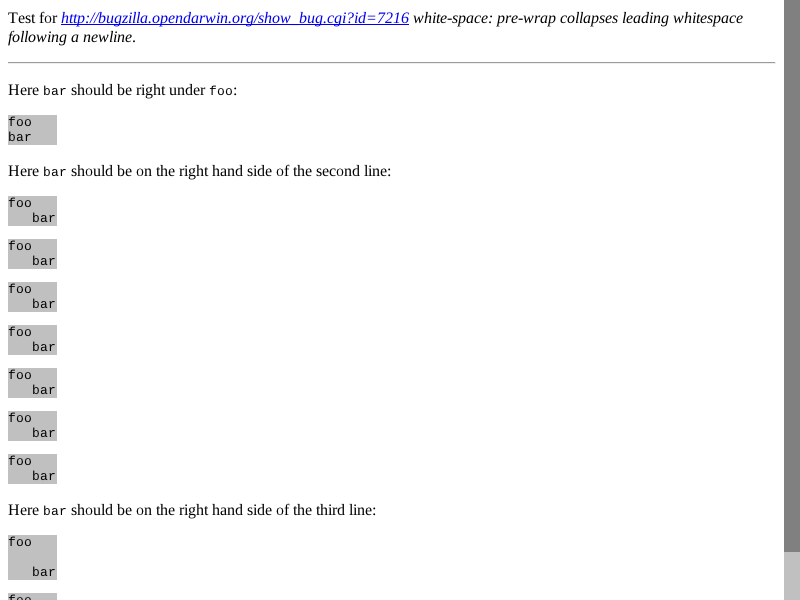 Test for http://bugzilla.opendarwin.org/show_bug.cgi?id=7216 white-space: pre-wrap collapses leading whitespace
following a newline.
Here bar should be right under foo:
foo
bar
Here bar should be on the right hand side of the second line:
foo
   bar
foo
   bar
foo
   bar
foo
   bar
foo
   bar
foo
   bar
foo
   bar
Here bar should be on the right hand side of the third line:
foo

   bar
foo